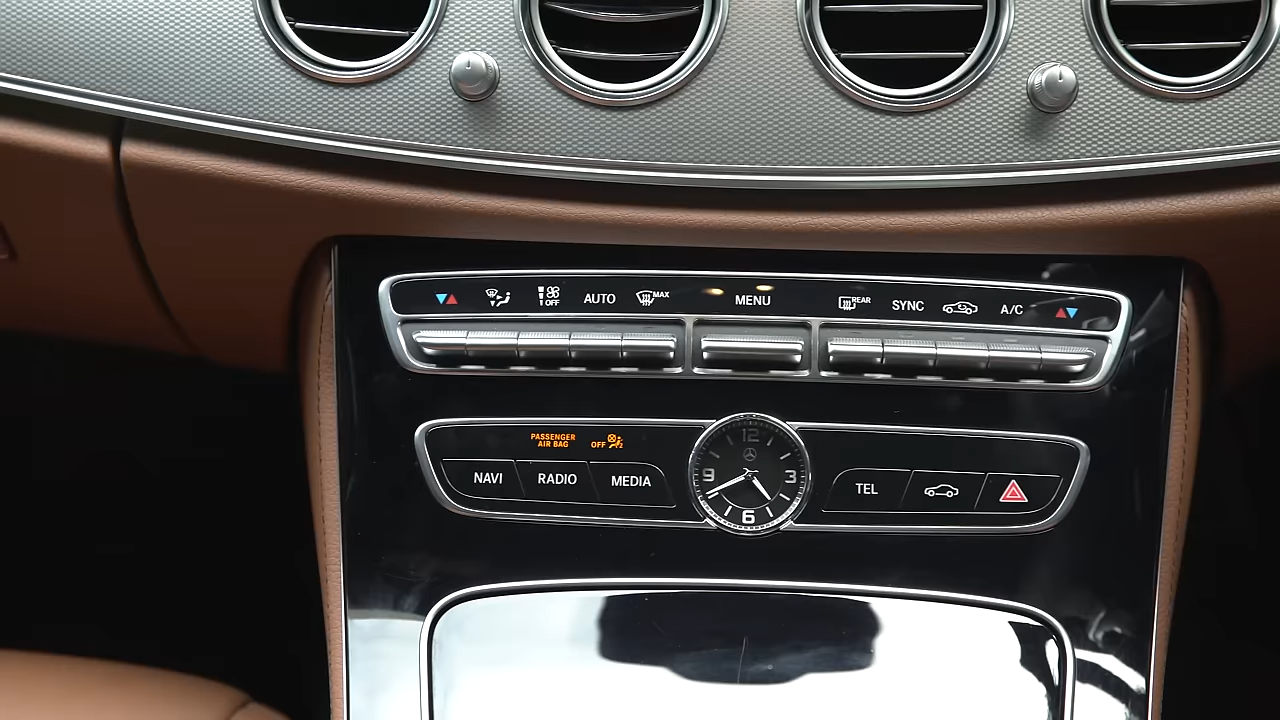 OFF
AUTO
MAX
MENU
REAR
SYNC
A/C
PASSENGER
AIR BAG
OFF
12
9
3
6
NAVI
RADIO
MEDIA
TEL